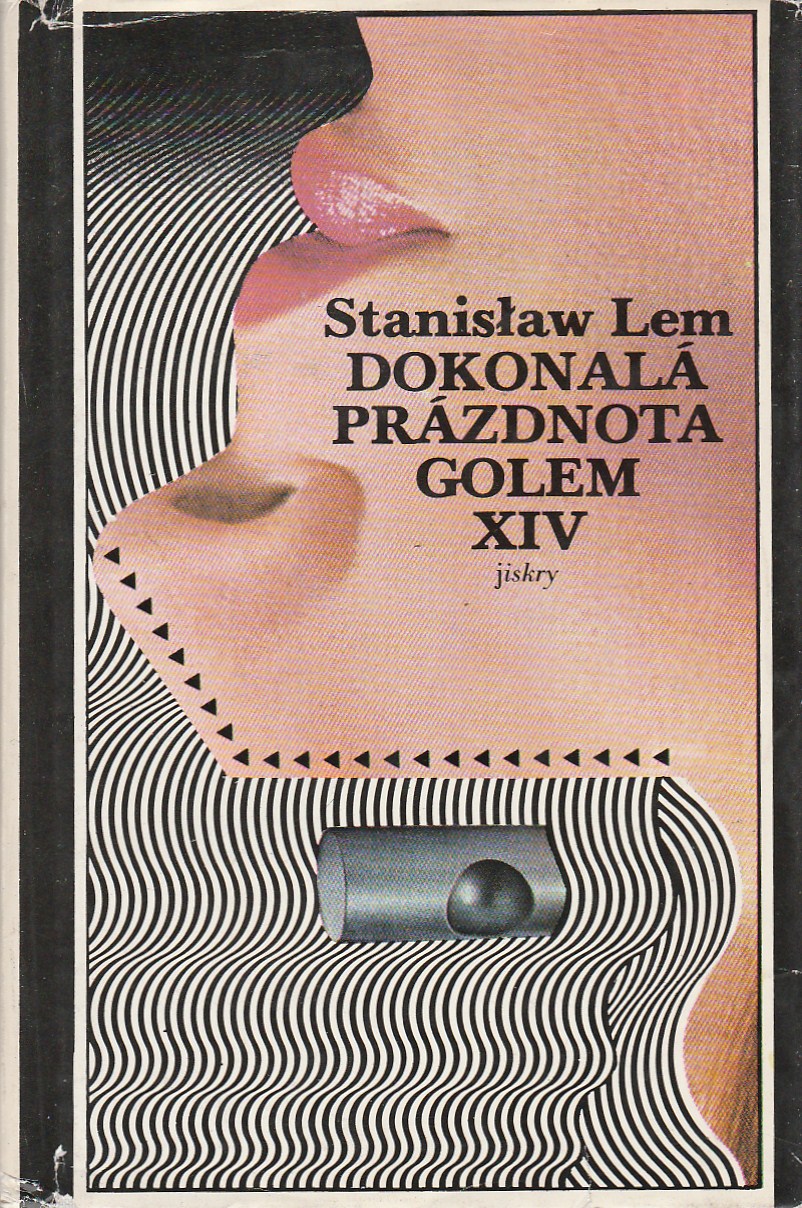 Stanisław Lem
DOKONALÁ
PRÁZDNOTA
GOLEM
XIV
jiskry